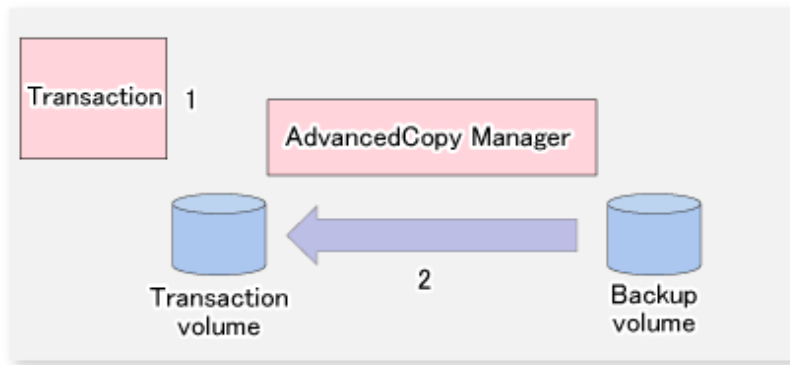 Transaction 1
AdvancedCopy Manager
2
Transaction
volume
Backup
volume